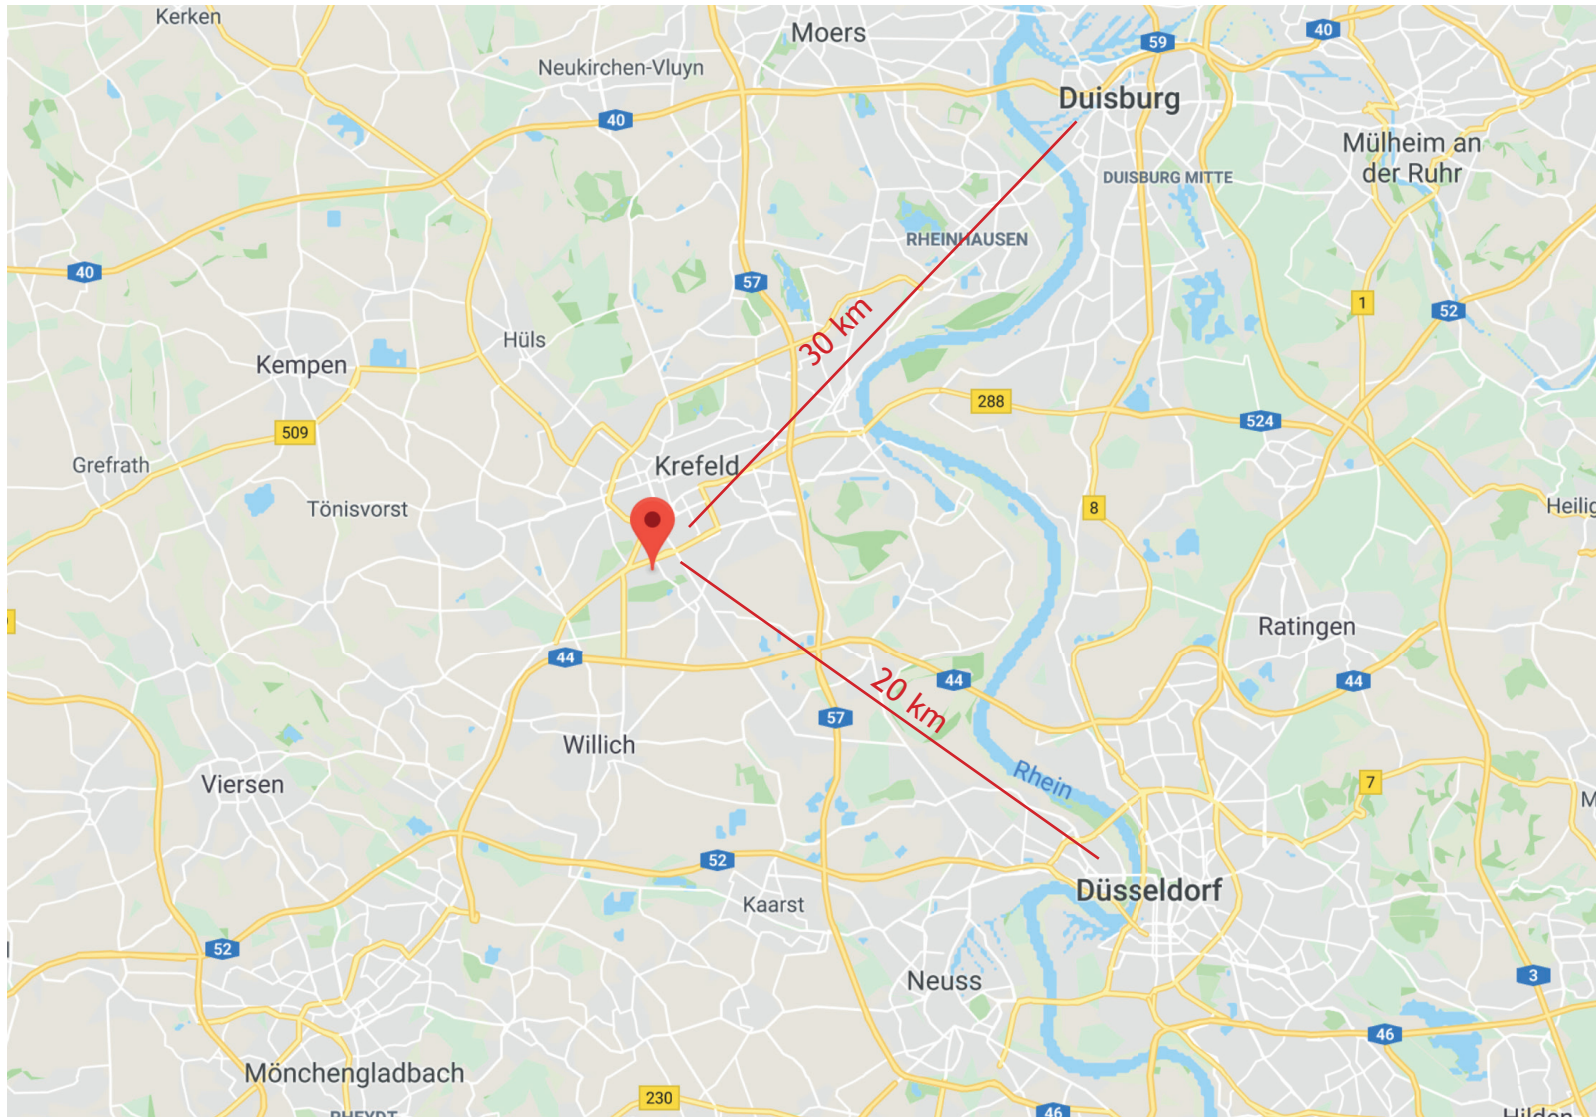 Kerken
Moers
40
59
Neukirchen-Vluyn
Duisburg
40
Mülheim an
der Ruhr
DUISBURG MITTE
RHEINHAUSEN
40
57
1
52
30 km
Hüls
Kempen
288
524
509
Krefeld
Grefrath
Tönisvorst
8
Heilig
Ratingen
44
44
44
20 km
57
Willich
Rhein
7
Viersen
M
52
Düsseldorf
Kaarst
52
Neuss
3
46
Mönchengladbach
230
RHEYDT
46
Hilden